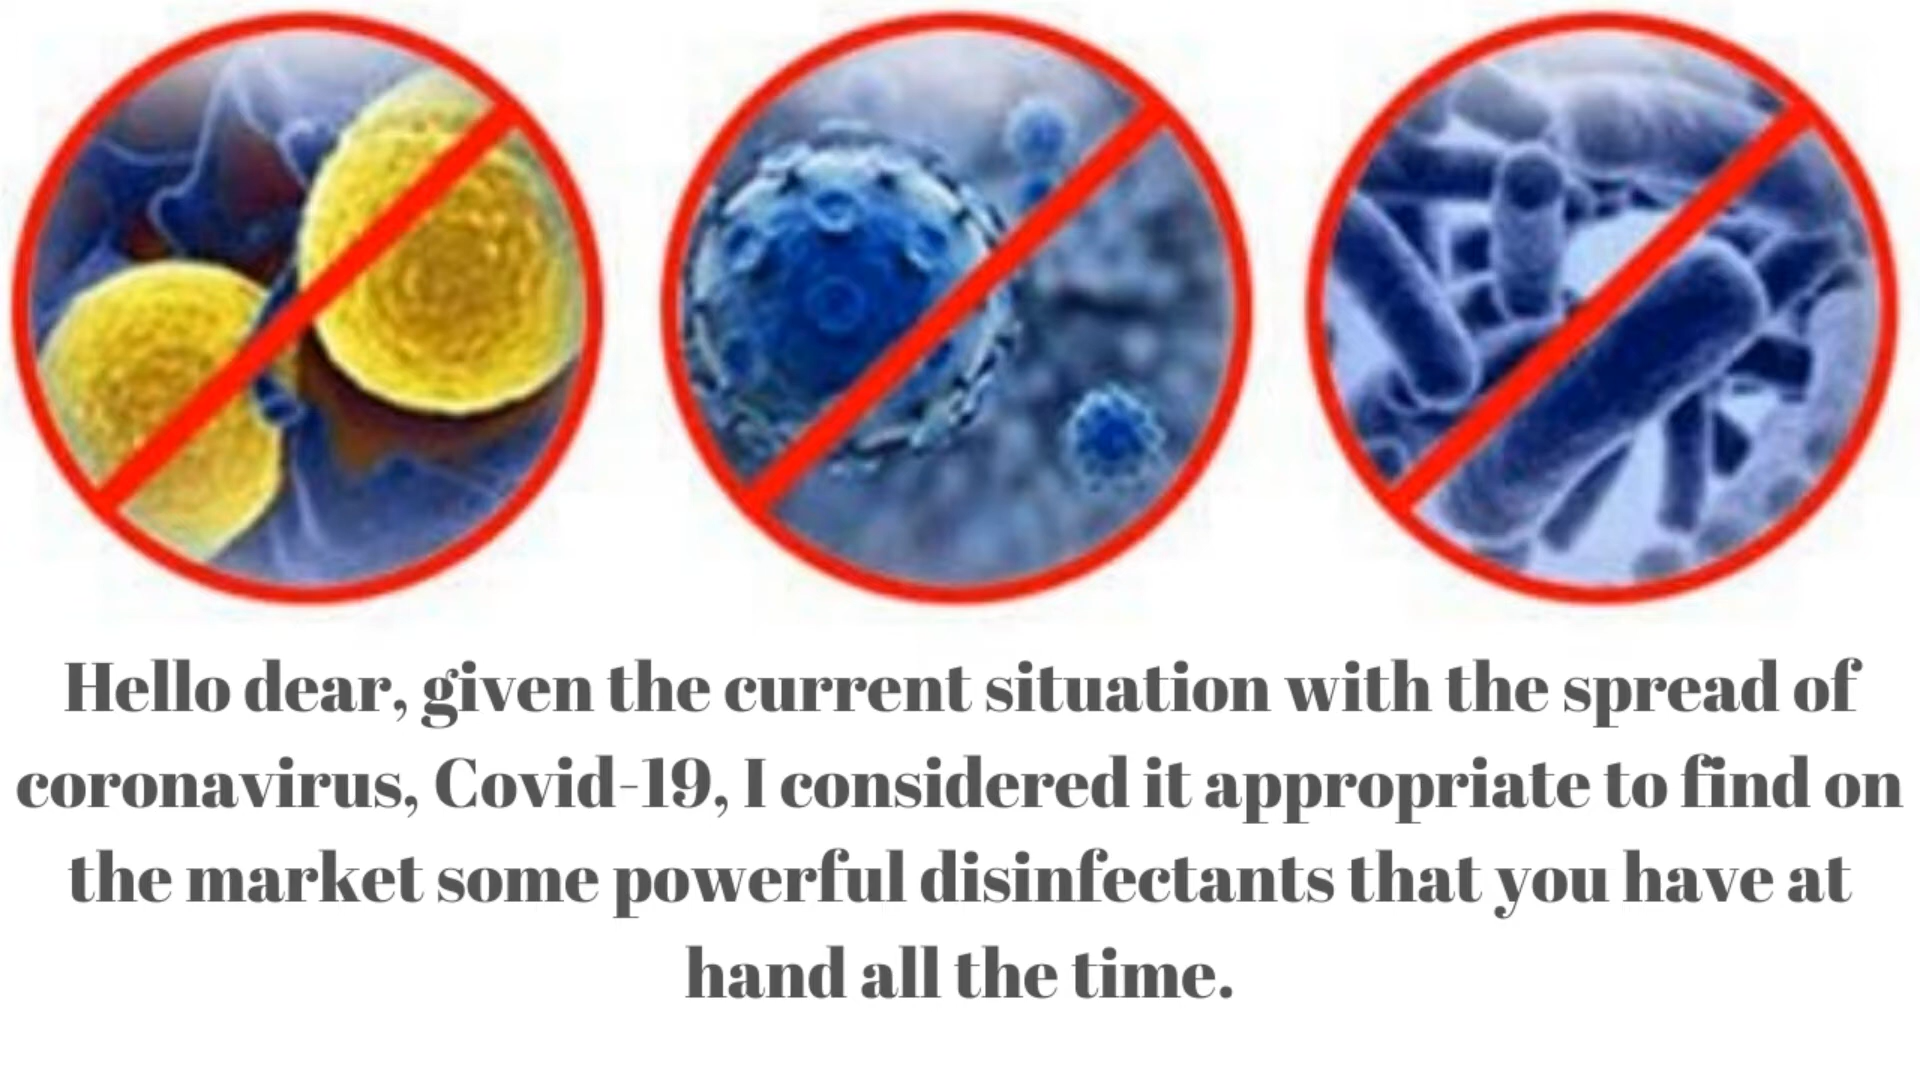 Hello dear, given the current situation with the spread of
coronavirus, Covid-19, I considered it appropriate to find on
the market some powerful disinfectants that you have at
hand all the time.